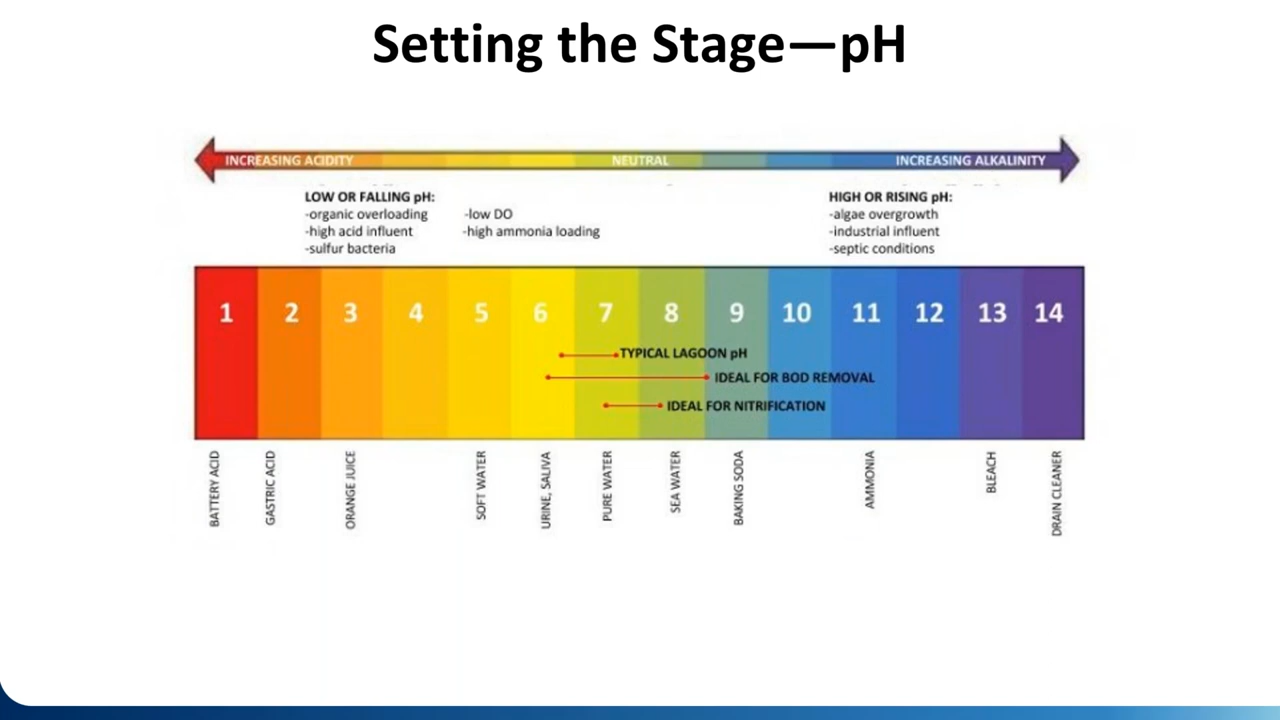 Setting the Stage—pH
INCREASING ACIDITY
NEUTRAL
INCREASING ALKALINITY
LOW OR FALLING pH:
-organic overloading
-high acid influent
-sulfur bacteria
-low DO
-high ammonia loading
HIGH OR RISING pH:
-algae overgrowth
-industrial influent
-septic conditions
1 2 3 4 5 6 7 8 9 10 11 12 13 14
TYPICAL LAGOON pH
IDEAL FOR BOD REMOVAL
IDEAL FOR NITRIFICATION
BATTERY ACID
GASTRIC ACID
ORANGE JUICE
SOFT WATER
URINE, SALIVA
PURE WATER
SEA WATER
BAKING SODA
AMMONIA
BLEACH
DRAIN CLEANER